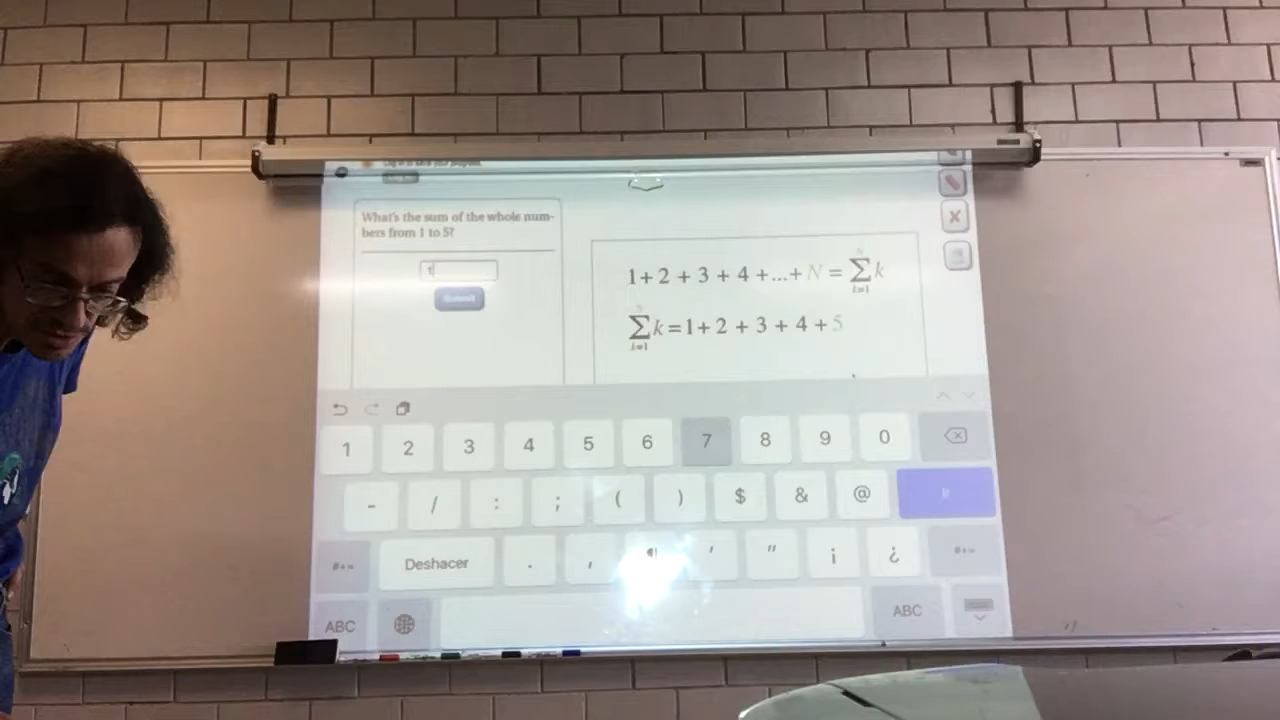 What's the sum of the whole num-
bers from 1 to 5?
Submit
1+ 2 + 3 + 4 +...+ N = ∑ k
k=1
∑ k = 1+ 2 + 3 + 4 + 5
k=1
1 2 3 4 5 6 7 8 9 0
- / : ; ( ) $ & @ Ir
#+= Deshacer . , ' " ¡ ¿ #+=
ABC ABC